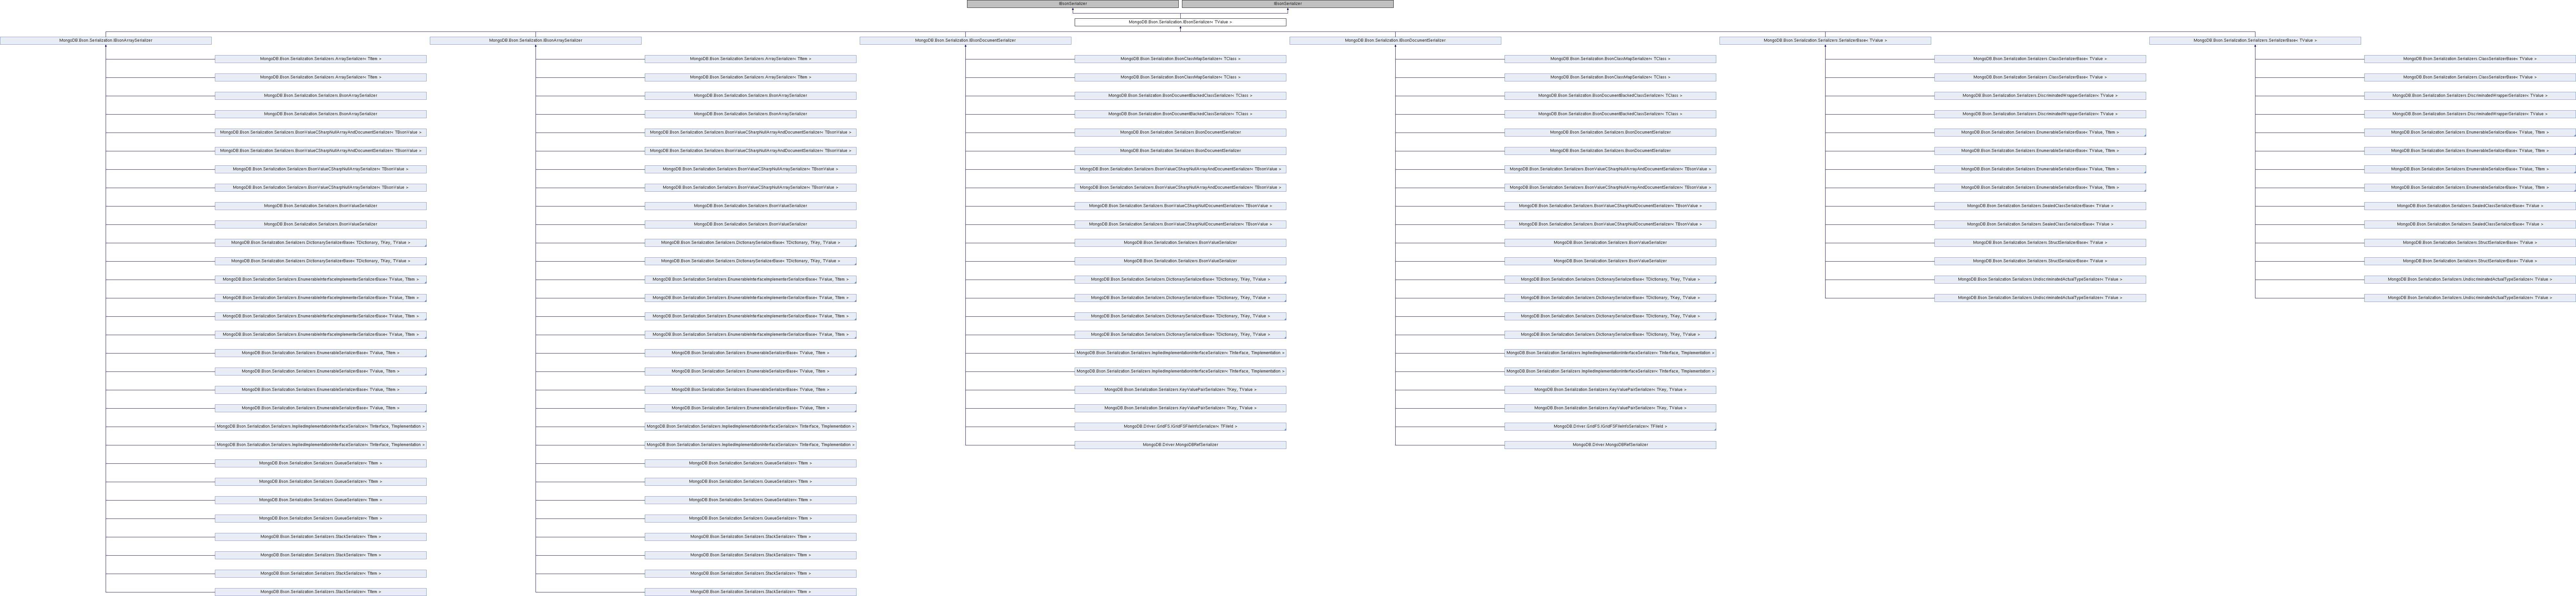 IBsonSerializer
IBsonSerializer
MongoDB.Bson.Serialization.IBsonSerializer< TValue >
MongoDB.Bson.Serialization.IBsonArraySerializer
MongoDB.Bson.Serialization.Serializers.ArraySerializer< TItem >
MongoDB.Bson.Serialization.Serializers.ArraySerializer< TItem >
MongoDB.Bson.Serialization.Serializers.BsonArraySerializer
MongoDB.Bson.Serialization.Serializers.BsonArraySerializer
MongoDB.Bson.Serialization.Serializers.BsonValueCSharpNullArrayAndDocumentSerializer< TBsonValue >
MongoDB.Bson.Serialization.Serializers.BsonValueCSharpNullArrayAndDocumentSerializer< TBsonValue >
MongoDB.Bson.Serialization.Serializers.BsonValueCSharpNullArraySerializer< TBsonValue >
MongoDB.Bson.Serialization.Serializers.BsonValueCSharpNullArraySerializer< TBsonValue >
MongoDB.Bson.Serialization.Serializers.BsonValueSerializer
MongoDB.Bson.Serialization.Serializers.BsonValueSerializer
MongoDB.Bson.Serialization.Serializers.DictionarySerializerBase< TDictionary, TKey, TValue >
MongoDB.Bson.Serialization.Serializers.DictionarySerializerBase< TDictionary, TKey, TValue >
MongoDB.Bson.Serialization.Serializers.EnumerableInterfaceImplementerSerializerBase< TValue, TItem >
MongoDB.Bson.Serialization.Serializers.EnumerableInterfaceImplementerSerializerBase< TValue, TItem >
MongoDB.Bson.Serialization.Serializers.EnumerableInterfaceImplementerSerializerBase< TValue, TItem >
MongoDB.Bson.Serialization.Serializers.EnumerableInterfaceImplementerSerializerBase< TValue, TItem >
MongoDB.Bson.Serialization.Serializers.EnumerableSerializerBase< TValue, TItem >
MongoDB.Bson.Serialization.Serializers.EnumerableSerializerBase< TValue, TItem >
MongoDB.Bson.Serialization.Serializers.EnumerableSerializerBase< TValue, TItem >
MongoDB.Bson.Serialization.Serializers.EnumerableSerializerBase< TValue, TItem >
MongoDB.Bson.Serialization.Serializers.ImpliedImplementationInterfaceSerializer< TInterface, TImplementation >
MongoDB.Bson.Serialization.Serializers.ImpliedImplementationInterfaceSerializer< TInterface, TImplementation >
MongoDB.Bson.Serialization.Serializers.QueueSerializer< TItem >
MongoDB.Bson.Serialization.Serializers.QueueSerializer< TItem >
MongoDB.Bson.Serialization.Serializers.QueueSerializer< TItem >
MongoDB.Bson.Serialization.Serializers.QueueSerializer< TItem >
MongoDB.Bson.Serialization.Serializers.StackSerializer< TItem >
MongoDB.Bson.Serialization.Serializers.StackSerializer< TItem >
MongoDB.Bson.Serialization.Serializers.StackSerializer< TItem >
MongoDB.Bson.Serialization.Serializers.StackSerializer< TItem >
MongoDB.Bson.Serialization.IBsonArraySerializer
MongoDB.Bson.Serialization.Serializers.ArraySerializer< TItem >
MongoDB.Bson.Serialization.Serializers.ArraySerializer< TItem >
MongoDB.Bson.Serialization.Serializers.BsonArraySerializer
MongoDB.Bson.Serialization.Serializers.BsonArraySerializer
MongoDB.Bson.Serialization.Serializers.BsonValueCSharpNullArrayAndDocumentSerializer< TBsonValue >
MongoDB.Bson.Serialization.Serializers.BsonValueCSharpNullArrayAndDocumentSerializer< TBsonValue >
MongoDB.Bson.Serialization.Serializers.BsonValueCSharpNullArraySerializer< TBsonValue >
MongoDB.Bson.Serialization.Serializers.BsonValueCSharpNullArraySerializer< TBsonValue >
MongoDB.Bson.Serialization.Serializers.BsonValueSerializer
MongoDB.Bson.Serialization.Serializers.BsonValueSerializer
MongoDB.Bson.Serialization.Serializers.DictionarySerializerBase< TDictionary, TKey, TValue >
MongoDB.Bson.Serialization.Serializers.DictionarySerializerBase< TDictionary, TKey, TValue >
MongoDB.Bson.Serialization.Serializers.EnumerableInterfaceImplementerSerializerBase< TValue, TItem >
MongoDB.Bson.Serialization.Serializers.EnumerableInterfaceImplementerSerializerBase< TValue, TItem >
MongoDB.Bson.Serialization.Serializers.EnumerableInterfaceImplementerSerializerBase< TValue, TItem >
MongoDB.Bson.Serialization.Serializers.EnumerableInterfaceImplementerSerializerBase< TValue, TItem >
MongoDB.Bson.Serialization.Serializers.EnumerableSerializerBase< TValue, TItem >
MongoDB.Bson.Serialization.Serializers.EnumerableSerializerBase< TValue, TItem >
MongoDB.Bson.Serialization.Serializers.EnumerableSerializerBase< TValue, TItem >
MongoDB.Bson.Serialization.Serializers.EnumerableSerializerBase< TValue, TItem >
MongoDB.Bson.Serialization.Serializers.ImpliedImplementationInterfaceSerializer< TInterface, TImplementation >
MongoDB.Bson.Serialization.Serializers.ImpliedImplementationInterfaceSerializer< TInterface, TImplementation >
MongoDB.Bson.Serialization.Serializers.QueueSerializer< TItem >
MongoDB.Bson.Serialization.Serializers.QueueSerializer< TItem >
MongoDB.Bson.Serialization.Serializers.QueueSerializer< TItem >
MongoDB.Bson.Serialization.Serializers.QueueSerializer< TItem >
MongoDB.Bson.Serialization.Serializers.StackSerializer< TItem >
MongoDB.Bson.Serialization.Serializers.StackSerializer< TItem >
MongoDB.Bson.Serialization.Serializers.StackSerializer< TItem >
MongoDB.Bson.Serialization.Serializers.StackSerializer< TItem >
MongoDB.Bson.Serialization.IBsonDocumentSerializer
MongoDB.Bson.Serialization.BsonClassMapSerializer< TClass >
MongoDB.Bson.Serialization.BsonClassMapSerializer< TClass >
MongoDB.Bson.Serialization.BsonDocumentBackedClassSerializer< TClass >
MongoDB.Bson.Serialization.BsonDocumentBackedClassSerializer< TClass >
MongoDB.Bson.Serialization.Serializers.BsonDocumentSerializer
MongoDB.Bson.Serialization.Serializers.BsonDocumentSerializer
MongoDB.Bson.Serialization.Serializers.BsonValueCSharpNullArrayAndDocumentSerializer< TBsonValue >
MongoDB.Bson.Serialization.Serializers.BsonValueCSharpNullArrayAndDocumentSerializer< TBsonValue >
MongoDB.Bson.Serialization.Serializers.BsonValueCSharpNullDocumentSerializer< TBsonValue >
MongoDB.Bson.Serialization.Serializers.BsonValueCSharpNullDocumentSerializer< TBsonValue >
MongoDB.Bson.Serialization.Serializers.BsonValueSerializer
MongoDB.Bson.Serialization.Serializers.BsonValueSerializer
MongoDB.Bson.Serialization.Serializers.DictionarySerializerBase< TDictionary, TKey, TValue >
MongoDB.Bson.Serialization.Serializers.DictionarySerializerBase< TDictionary, TKey, TValue >
MongoDB.Bson.Serialization.Serializers.DictionarySerializerBase< TDictionary, TKey, TValue >
MongoDB.Bson.Serialization.Serializers.DictionarySerializerBase< TDictionary, TKey, TValue >
MongoDB.Bson.Serialization.Serializers.ImpliedImplementationInterfaceSerializer< TInterface, TImplementation >
MongoDB.Bson.Serialization.Serializers.ImpliedImplementationInterfaceSerializer< TInterface, TImplementation >
MongoDB.Bson.Serialization.Serializers.KeyValuePairSerializer< TKey, TValue >
MongoDB.Bson.Serialization.Serializers.KeyValuePairSerializer< TKey, TValue >
MongoDB.Driver.GridFS.IGridFSFileInfoSerializer< TFileId >
MongoDB.Driver.MongoDBRefSerializer
MongoDB.Bson.Serialization.IBsonDocumentSerializer
MongoDB.Bson.Serialization.BsonClassMapSerializer< TClass >
MongoDB.Bson.Serialization.BsonClassMapSerializer< TClass >
MongoDB.Bson.Serialization.BsonDocumentBackedClassSerializer< TClass >
MongoDB.Bson.Serialization.BsonDocumentBackedClassSerializer< TClass >
MongoDB.Bson.Serialization.Serializers.BsonDocumentSerializer
MongoDB.Bson.Serialization.Serializers.BsonDocumentSerializer
MongoDB.Bson.Serialization.Serializers.BsonValueCSharpNullArrayAndDocumentSerializer< TBsonValue >
MongoDB.Bson.Serialization.Serializers.BsonValueCSharpNullArrayAndDocumentSerializer< TBsonValue >
MongoDB.Bson.Serialization.Serializers.BsonValueCSharpNullDocumentSerializer< TBsonValue >
MongoDB.Bson.Serialization.Serializers.BsonValueCSharpNullDocumentSerializer< TBsonValue >
MongoDB.Bson.Serialization.Serializers.BsonValueSerializer
MongoDB.Bson.Serialization.Serializers.BsonValueSerializer
MongoDB.Bson.Serialization.Serializers.DictionarySerializerBase< TDictionary, TKey, TValue >
MongoDB.Bson.Serialization.Serializers.DictionarySerializerBase< TDictionary, TKey, TValue >
MongoDB.Bson.Serialization.Serializers.DictionarySerializerBase< TDictionary, TKey, TValue >
MongoDB.Bson.Serialization.Serializers.DictionarySerializerBase< TDictionary, TKey, TValue >
MongoDB.Bson.Serialization.Serializers.ImpliedImplementationInterfaceSerializer< TInterface, TImplementation >
MongoDB.Bson.Serialization.Serializers.ImpliedImplementationInterfaceSerializer< TInterface, TImplementation >
MongoDB.Bson.Serialization.Serializers.KeyValuePairSerializer< TKey, TValue >
MongoDB.Bson.Serialization.Serializers.KeyValuePairSerializer< TKey, TValue >
MongoDB.Driver.GridFS.IGridFSFileInfoSerializer< TFileId >
MongoDB.Driver.MongoDBRefSerializer
MongoDB.Bson.Serialization.Serializers.SerializerBase< TValue >
MongoDB.Bson.Serialization.Serializers.ClassSerializerBase< TValue >
MongoDB.Bson.Serialization.Serializers.ClassSerializerBase< TValue >
MongoDB.Bson.Serialization.Serializers.DiscriminatedWrapperSerializer< TValue >
MongoDB.Bson.Serialization.Serializers.DiscriminatedWrapperSerializer< TValue >
MongoDB.Bson.Serialization.Serializers.EnumerableSerializerBase< TValue, TItem >
MongoDB.Bson.Serialization.Serializers.EnumerableSerializerBase< TValue, TItem >
MongoDB.Bson.Serialization.Serializers.EnumerableSerializerBase< TValue, TItem >
MongoDB.Bson.Serialization.Serializers.EnumerableSerializerBase< TValue, TItem >
MongoDB.Bson.Serialization.Serializers.SealedClassSerializerBase< TValue >
MongoDB.Bson.Serialization.Serializers.SealedClassSerializerBase< TValue >
MongoDB.Bson.Serialization.Serializers.StructSerializerBase< TValue >
MongoDB.Bson.Serialization.Serializers.StructSerializerBase< TValue >
MongoDB.Bson.Serialization.Serializers.UndiscriminatedActualTypeSerializer< TValue >
MongoDB.Bson.Serialization.Serializers.UndiscriminatedActualTypeSerializer< TValue >
MongoDB.Bson.Serialization.Serializers.SerializerBase< TValue >
MongoDB.Bson.Serialization.Serializers.ClassSerializerBase< TValue >
MongoDB.Bson.Serialization.Serializers.ClassSerializerBase< TValue >
MongoDB.Bson.Serialization.Serializers.DiscriminatedWrapperSerializer< TValue >
MongoDB.Bson.Serialization.Serializers.DiscriminatedWrapperSerializer< TValue >
MongoDB.Bson.Serialization.Serializers.EnumerableSerializerBase< TValue, TItem >
MongoDB.Bson.Serialization.Serializers.EnumerableSerializerBase< TValue, TItem >
MongoDB.Bson.Serialization.Serializers.EnumerableSerializerBase< TValue, TItem >
MongoDB.Bson.Serialization.Serializers.EnumerableSerializerBase< TValue, TItem >
MongoDB.Bson.Serialization.Serializers.SealedClassSerializerBase< TValue >
MongoDB.Bson.Serialization.Serializers.SealedClassSerializerBase< TValue >
MongoDB.Bson.Serialization.Serializers.StructSerializerBase< TValue >
MongoDB.Bson.Serialization.Serializers.StructSerializerBase< TValue >
MongoDB.Bson.Serialization.Serializers.UndiscriminatedActualTypeSerializer< TValue >
MongoDB.Bson.Serialization.Serializers.UndiscriminatedActualTypeSerializer< TValue >